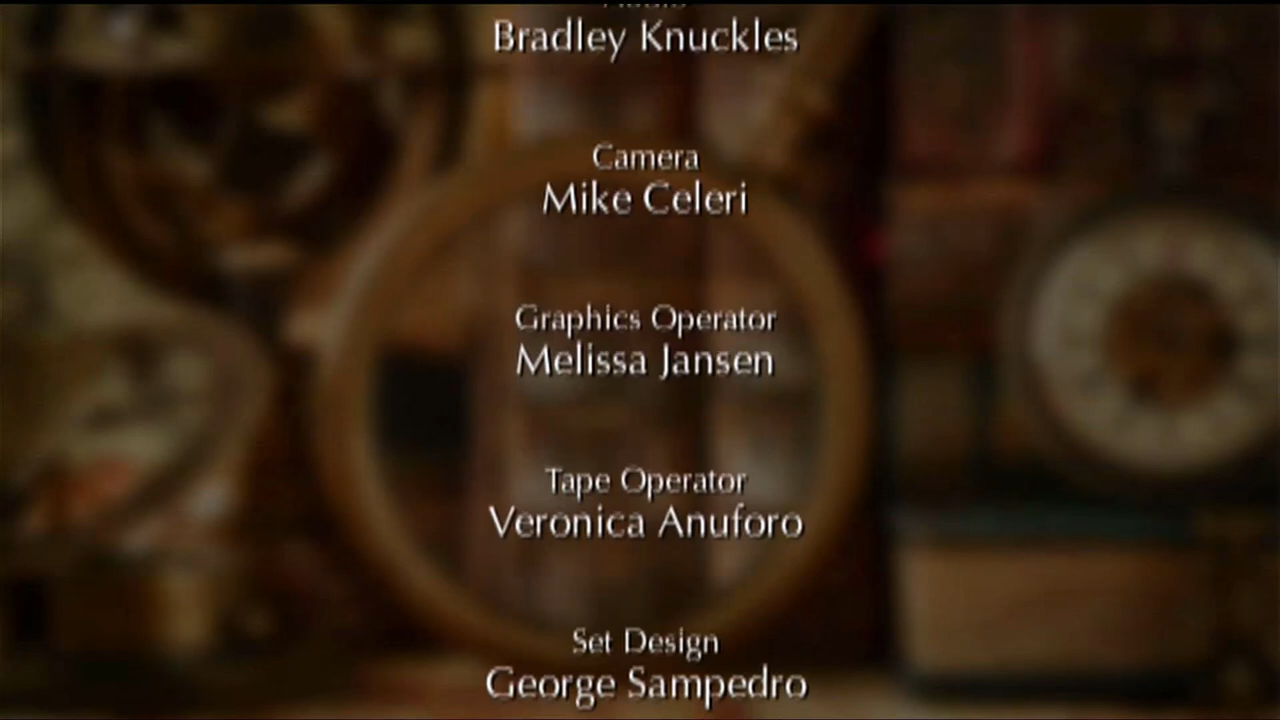 Bradley Knuckles
Camera
Mike Celeri
Graphics Operator
Melissa Jansen
Tape Operator
Veronica Anuforo
Set Design
George Sampedro